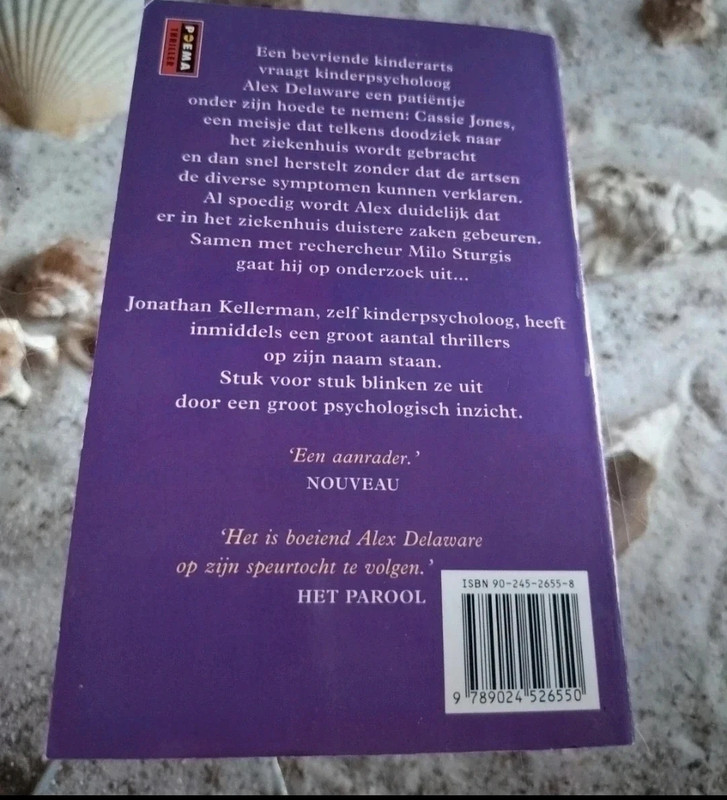 POEMA
THRILLER
Een bevriende kinderarts
vraagt kinderpsycholoog
Alex Delaware een patiëntje
onder zijn hoede te nemen: Cassie Jones,
een meisje dat telkens doodziek naar
het ziekenhuis wordt gebracht
en dan snel herstelt zonder dat de artsen
de diverse symptomen kunnen verklaren.
Al spoedig wordt Alex duidelijk dat
er in het ziekenhuis duistere zaken gebeuren.
Samen met rechercheur Milo Sturgis
gaat hij op onderzoek uit...
Jonathan Kellerman, zelf kinderpsycholoog, heeft
inmiddels een groot aantal thrillers
op zijn naam staan.
Stuk voor stuk blinken ze uit
door een groot psychologisch inzicht.
‘Een aanrader.’
NOUVEAU
‘Het is boeiend Alex Delaware
op zijn speurtocht te volgen.’
HET PAROOL
ISBN 90-245-2655-8
9 789024 526550